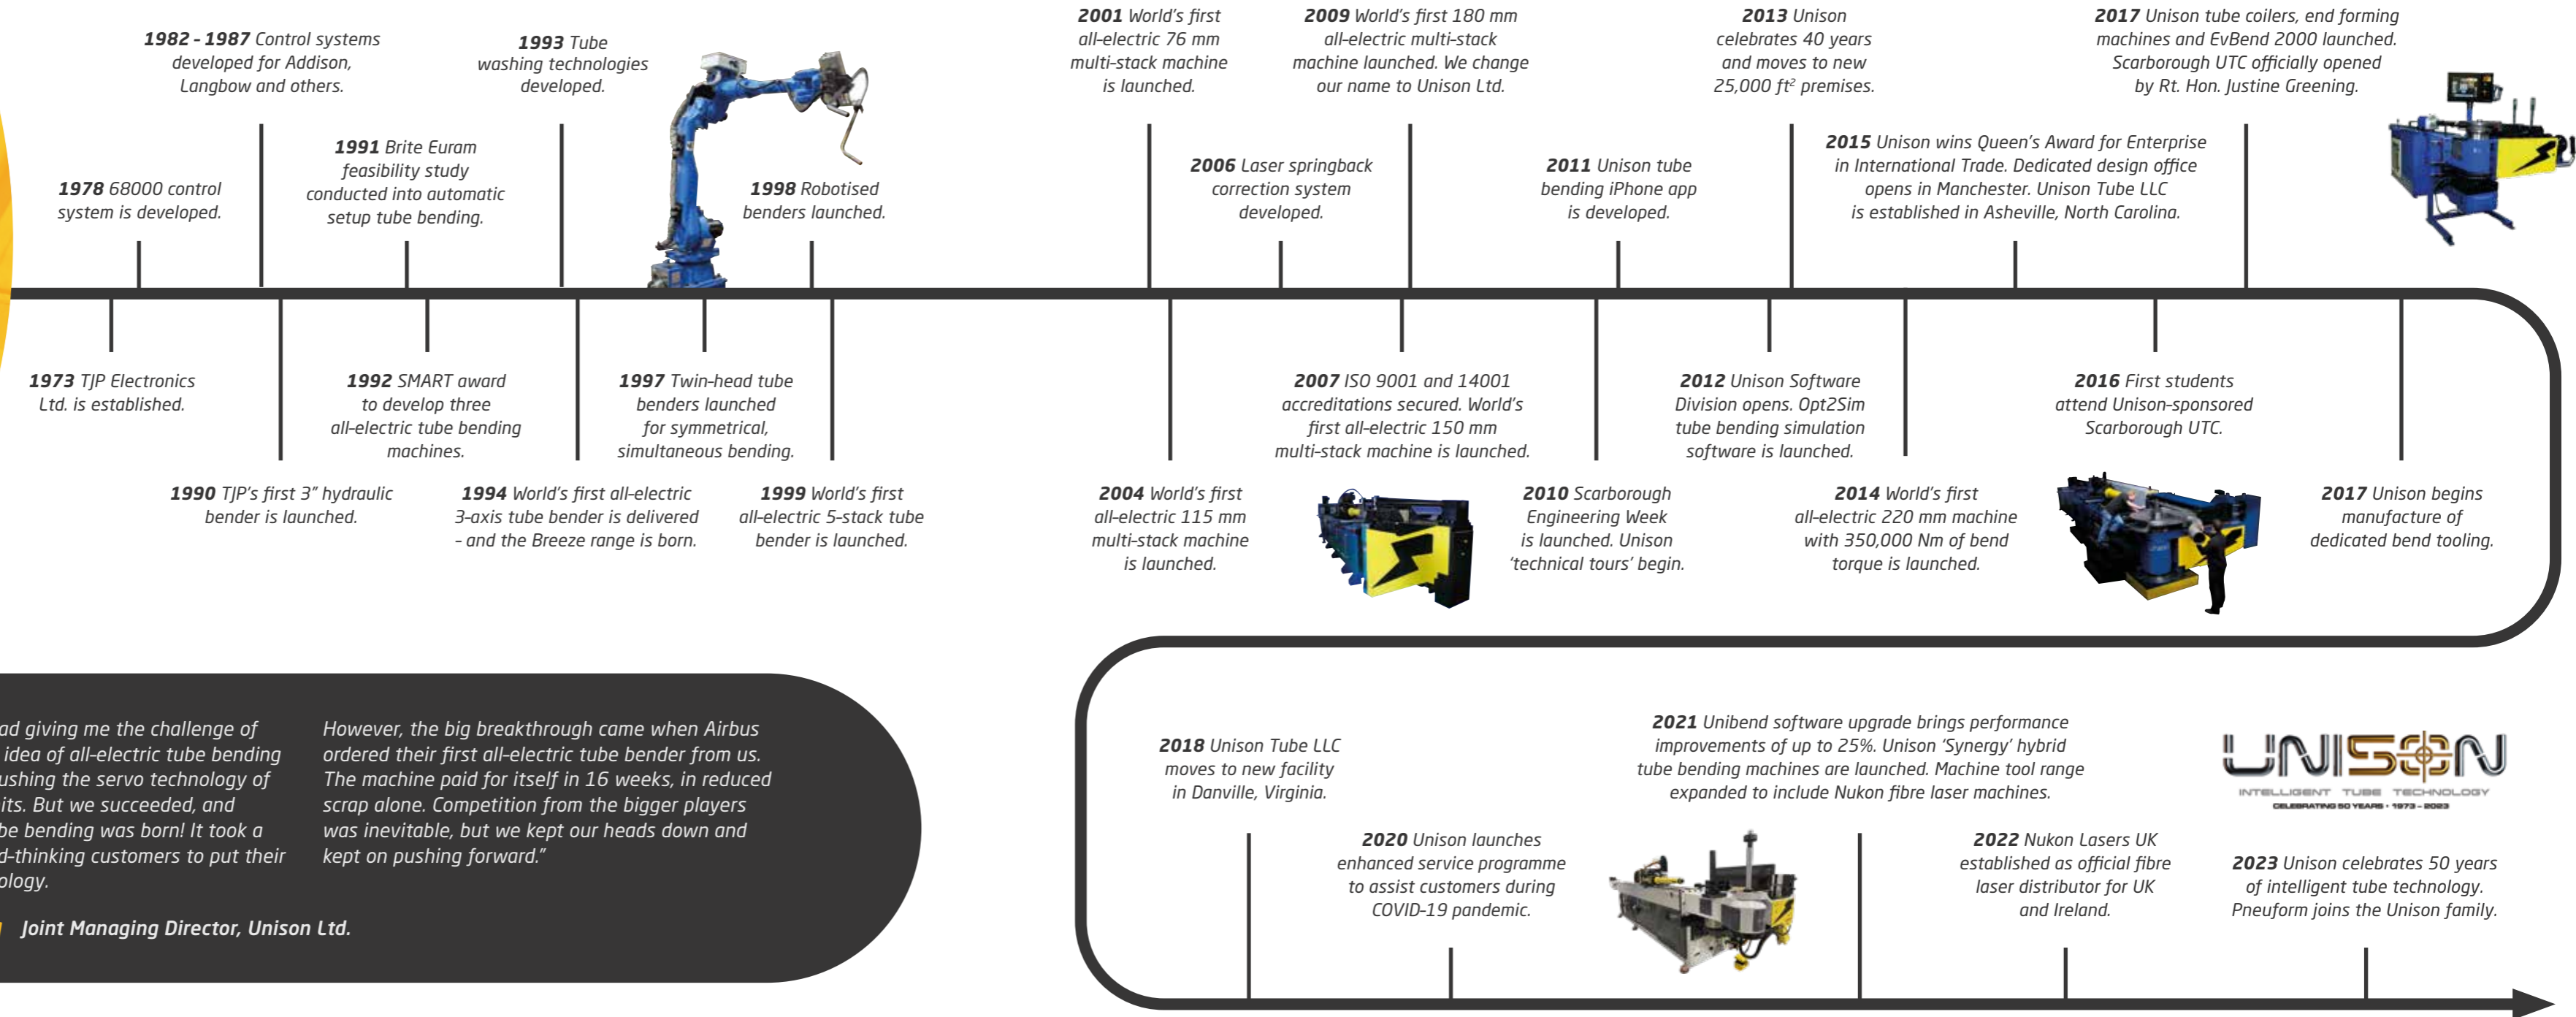 1973 TJP Electronics
Ltd. is established.
1978 68000 control
system is developed.
1982 - 1987 Control systems
developed for Addison,
Langbow and others.
1990 TJP's first 3” hydraulic
bender is launched.
1991 Brite Euram
feasibility study
conducted into automatic
setup tube bending.
1992 SMART award
to develop three
all-electric tube bending
machines.
1993 Tube
washing technologies
developed.
1994 World's first all-electric
3-axis tube bender is delivered
– and the Breeze range is born.
1997 Twin-head tube
benders launched
for symmetrical,
simultaneous bending.
1998 Robotised
benders launched.
1999 World's first
all-electric 5-stack tube
bender is launched.
2001 World's first
all-electric 76 mm
multi-stack machine
is launched.
2004 World's first
all-electric 115 mm
multi-stack machine
is launched.
2006 Laser springback
correction system
developed.
2007 ISO 9001 and 14001
accreditations secured. World's
first all-electric 150 mm
multi-stack machine is launched.
2009 World's first 180 mm
all-electric multi-stack
machine launched. We change
our name to Unison Ltd.
2010 Scarborough
Engineering Week
is launched. Unison
‘technical tours’ begin.
2011 Unison tube
bending iPhone app
is developed.
2012 Unison Software
Division opens. Opt2Sim
tube bending simulation
software is launched.
2013 Unison
celebrates 40 years
and moves to new
25,000 ft² premises.
2014 World's first
all-electric 220 mm machine
with 350,000 Nm of bend
torque is launched.
2015 Unison wins Queen's Award for Enterprise
in International Trade. Dedicated design office
opens in Manchester. Unison Tube LLC
is established in Asheville, North Carolina.
2016 First students
attend Unison-sponsored
Scarborough UTC.
2017 Unison tube coilers, end forming
machines and EvBend 2000 launched.
Scarborough UTC officially opened
by Rt. Hon. Justine Greening.
2017 Unison begins
manufacture of
dedicated bend tooling.
2018 Unison Tube LLC
moves to new facility
in Danville, Virginia.
2020 Unison launches
enhanced service programme
to assist customers during
COVID-19 pandemic.
2021 Unibend software upgrade brings performance
improvements of up to 25%. Unison ‘Synergy’ hybrid
tube bending machines are launched. Machine tool range
expanded to include Nukon fibre laser machines.
2022 Nukon Lasers UK
established as official fibre
laser distributor for UK
and Ireland.
UNISON
INTELLIGENT TUBE TECHNOLOGY
CELEBRATING 50 YEARS • 1973 – 2023
2023 Unison celebrates 50 years
of intelligent tube technology.
Pneuform joins the Unison family.
giving me the challenge of
idea of all-electric tube bending
the servo technology of
But we succeeded, and
bending was born! It took a
customers to put their
However, the big breakthrough came when Airbus
ordered their first all-electric tube bender from us.
The machine paid for itself in 16 weeks, in reduced
scrap alone. Competition from the bigger players
was inevitable, but we kept our heads down and
kept on pushing forward.”
Joint Managing Director, Unison Ltd.